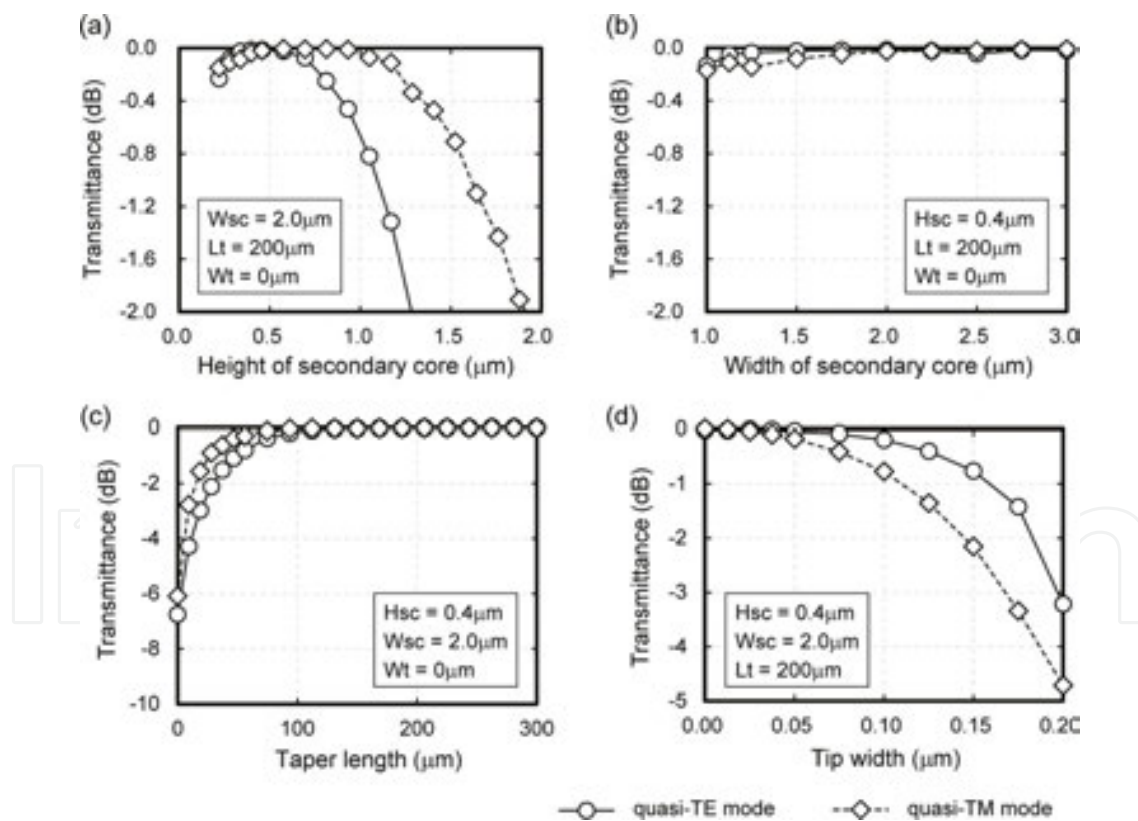 (a)
0.0
-0.4
-0.8
-1.2
-1.6
-2.0
Transmittance (dB)
Wsc = 2.0μm
Lt = 200μm
Wt = 0μm
0.0 0.5 1.0 1.5 2.0
Height of secondary core (μm)
(b)
0.0
-0.4
-0.8
-1.2
-1.6
-2.0
Transmittance (dB)
Hsc = 0.4μm
Lt = 200μm
Wt = 0μm
1.0 1.5 2.0 2.5 3.0
Width of secondary core (μm)
(c)
0
-2
-4
-6
-8
-10
Transmittance (dB)
Hsc = 0.4μm
Wsc = 2.0μm
Wt = 0μm
0 100 200 300
Taper length (μm)
(d)
0
-1
-2
-3
-4
-5
Transmittance (dB)
Hsc = 0.4μm
Wsc = 2.0μm
Lt = 200μm
0.00 0.05 0.10 0.15 0.20
Tip width (μm)
quasi-TE mode quasi-TM mode